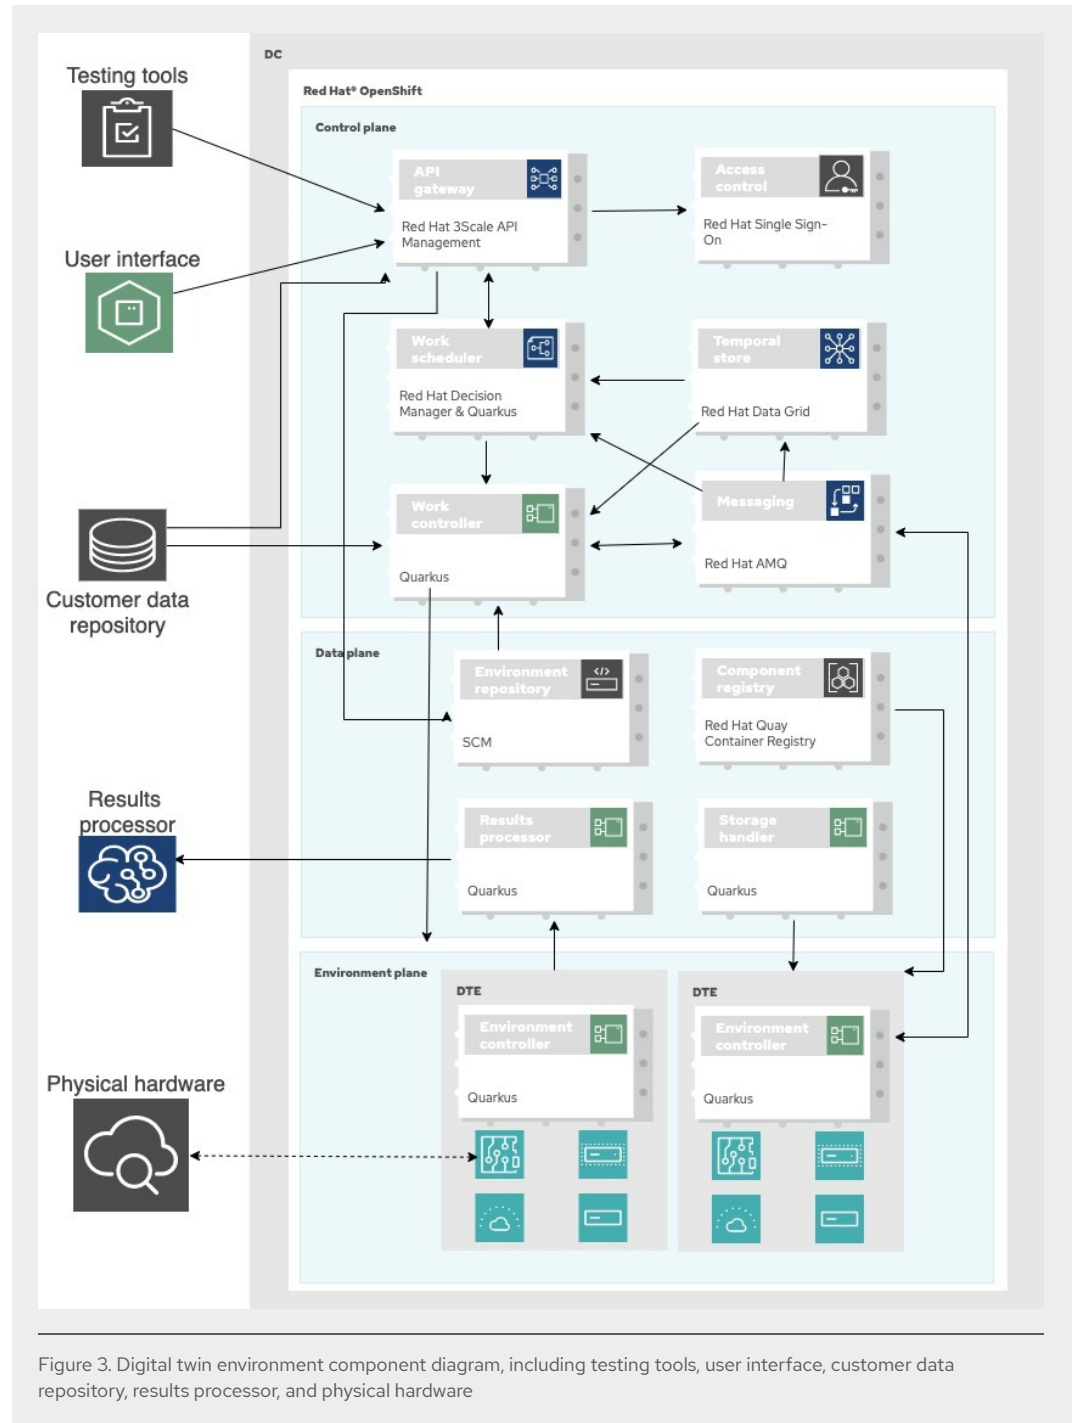 DC
Testing tools
Red Hat® OpenShift
Control plane
API
gateway
Red Hat 3Scale API
Management
Access
control
Red Hat Single Sign-
On
User interface
Work
scheduler
Red Hat Decision
Manager & Quarkus
Temporal
store
Red Hat Data Grid
Work
controller
Quarkus
Messaging
Red Hat AMQ
Customer data
repository
Data plane
Environment
repository
SCM
Component
registry
Red Hat Quay
Container Registry
Results
processor
Results
processor
Quarkus
Storage
handler
Quarkus
Environment plane
DTE
Environment
controller
Quarkus
DTE
Environment
controller
Quarkus
Physical hardware
Figure 3. Digital twin environment component diagram, including testing tools, user interface, customer data
repository, results processor, and physical hardware